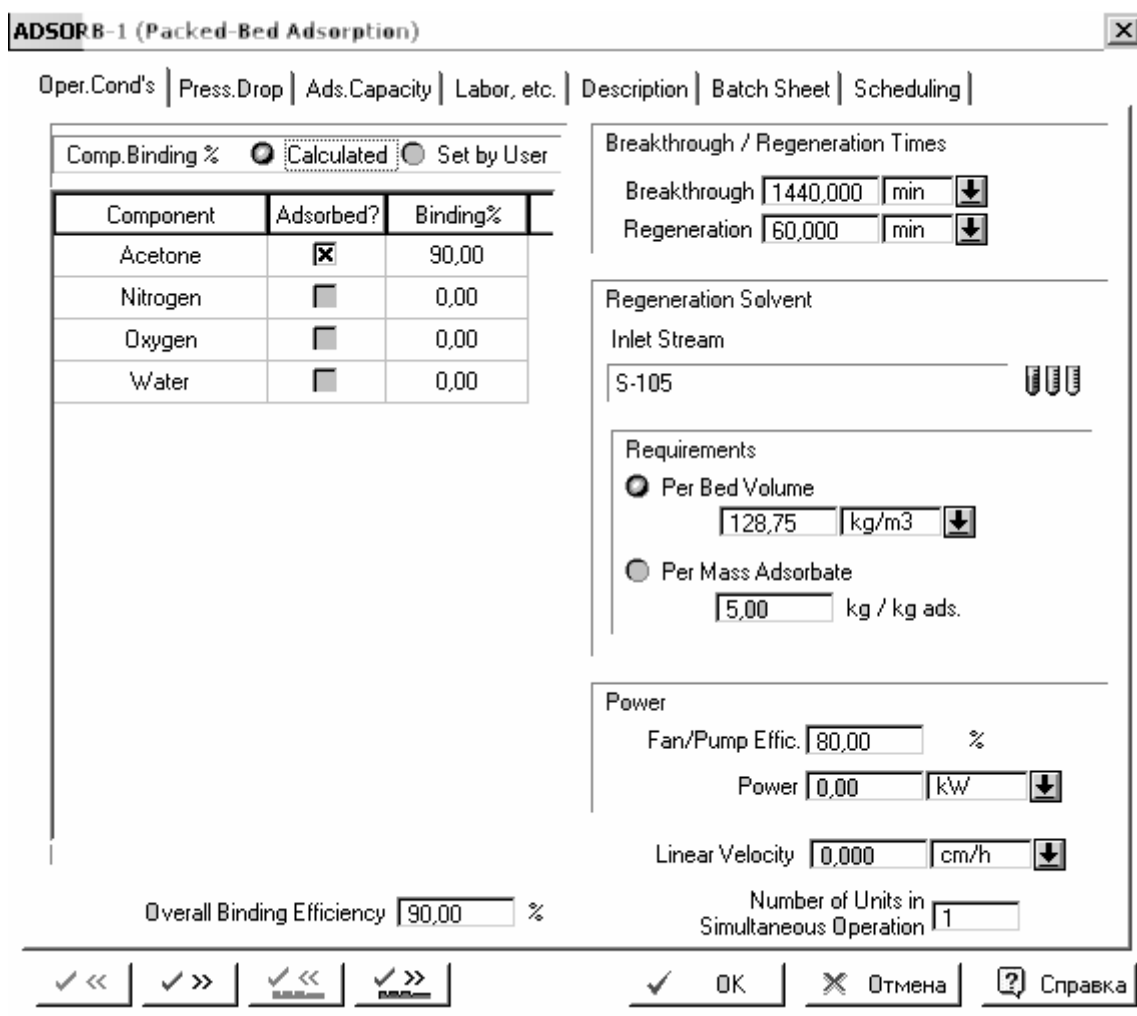 ADSORB-1 (Packed-Bed Adsorption)
Oper.Cond's Press.Drop Ads.Capacity Labor, etc. Description Batch Sheet Scheduling
Comp.Binding % Calculated Set by User
Component Adsorbed? Binding%
Acetone 90,00
Nitrogen 0,00
Oxygen 0,00
Water 0,00
Overall Binding Efficiency 90,00 %
Breakthrough / Regeneration Times
Breakthrough 1440,000 min
Regeneration 60,000 min
Regeneration Solvent
Inlet Stream
S-105
Requirements
Per Bed Volume
128,75 kg/m3
Per Mass Adsorbate
5,00 kg / kg ads.
Power
Fan/Pump Effic. 80,00 %
Power 0,00 kW
Linear Velocity 0,000 cm/h
Number of Units in
Simultaneous Operation 1
OK Отмена Справка